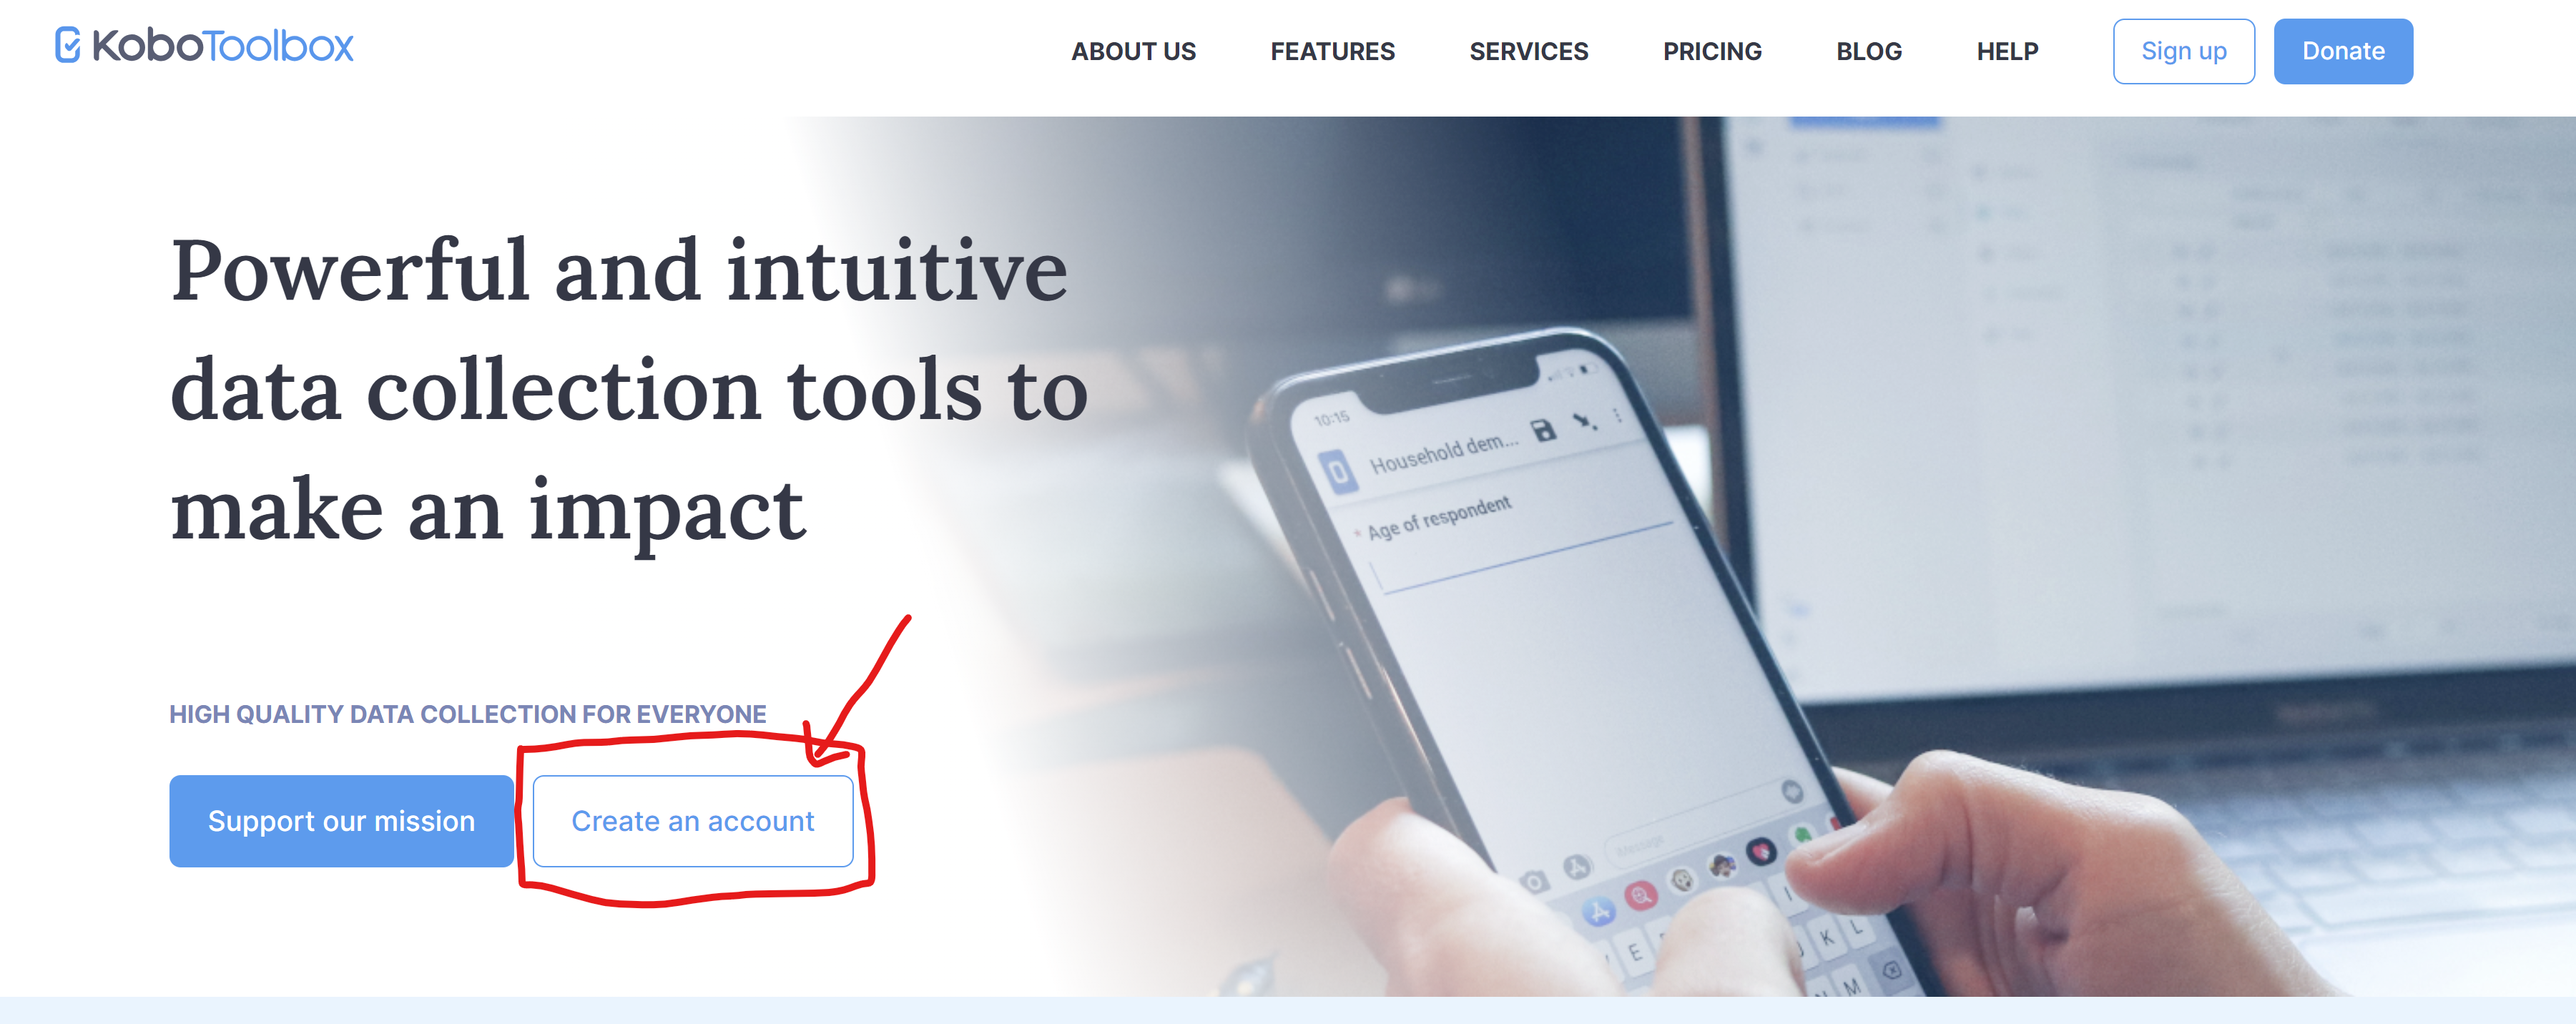 KoboToolbox
ABOUT US
FEATURES
SERVICES
PRICING
BLOG
HELP
Sign up
Donate
Powerful and intuitive
data collection tools to
make an impact
HIGH QUALITY DATA COLLECTION FOR EVERYONE
Support our mission
Create an account
10:15
Household dem...
* Age of respondent
Message
E
I
K L
M